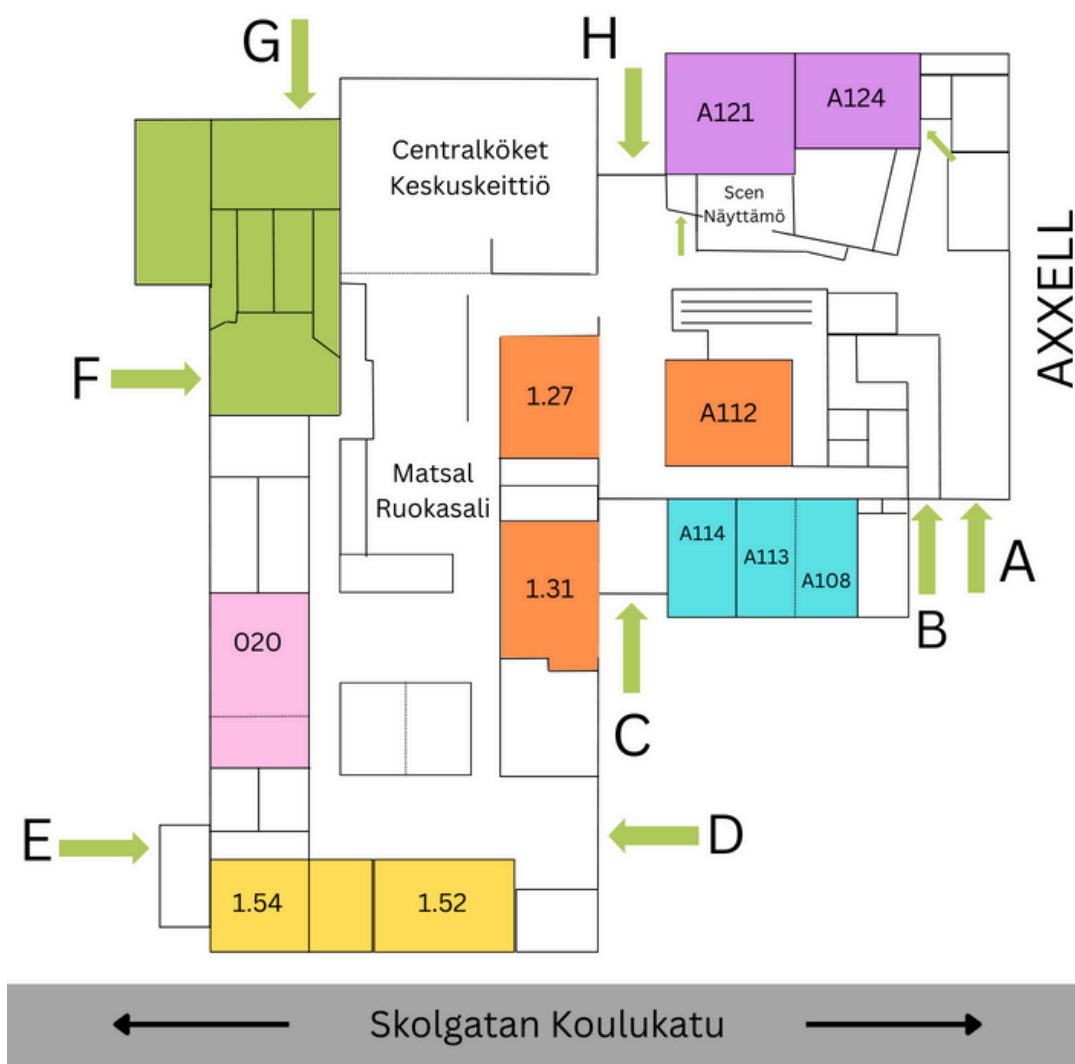 G
H
A121
A124
Centralköket
Keskuskeittiö
Scen
Näyttämö
AXXELL
F
1.27
A112
Matsal
Ruokasali
A114
A113
A108
1.31
A
B
020
C
E
D
1.54
1.52
Skolgatan Koulukatu